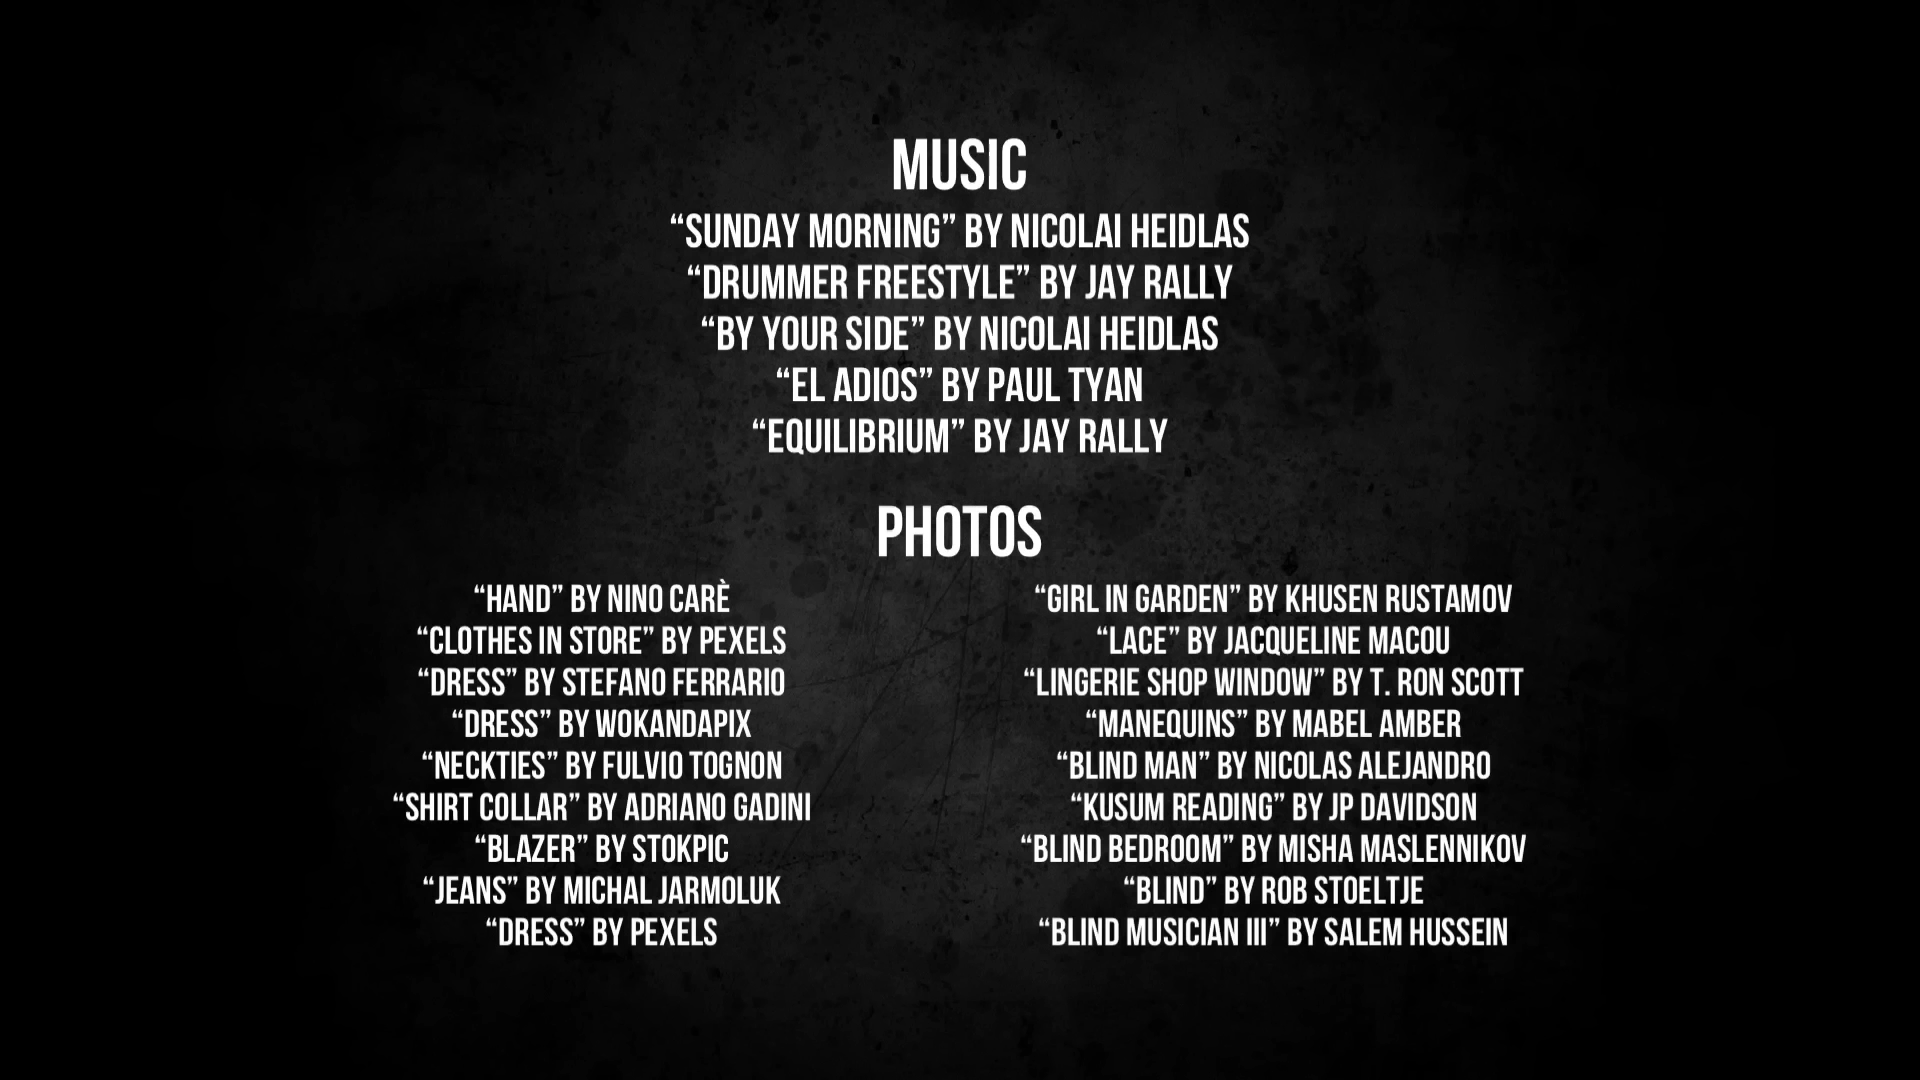 MUSIC
“SUNDAY MORNING” BY NICOLAI HEIDLAS
“DRUMMER FREESTYLE” BY JAY RALLY
“BY YOUR SIDE” BY NICOLAI HEIDLAS
“EL ADIOS” BY PAUL TYAN
“EQUILIBRIUM” BY JAY RALLY
PHOTOS
“HAND” BY NINO CARÈ
“CLOTHES IN STORE” BY PEXELS
“DRESS” BY STEFANO FERRARIO
“DRESS” BY WOKANDAPIX
“NECKTIES” BY FULVIO TOGNON
“SHIRT COLLAR” BY ADRIANO GADINI
“BLAZER” BY STOKPIC
“JEANS” BY MICHAL JARMOLUK
“DRESS” BY PEXELS
“GIRL IN GARDEN” BY KHUSEN RUSTAMOV
“LACE” BY JACQUELINE MACOU
“LINGERIE SHOP WINDOW” BY T. RON SCOTT
“MANEQUINS” BY MABEL AMBER
“BLIND MAN” BY NICOLAS ALEJANDRO
“KUSUM READING” BY JP DAVIDSON
“BLIND BEDROOM” BY MISHA MASLENNIKOV
“BLIND” BY ROB STOELTJE
“BLIND MUSICIAN III” BY SALEM HUSSEIN